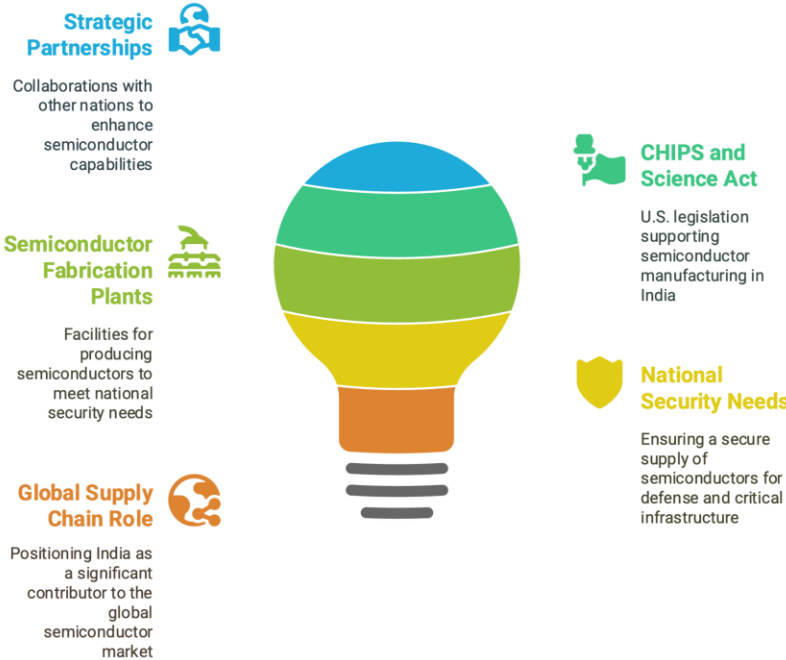 Strategic
Partnerships
Collaborations with
other nations to
enhance
semiconductor
capabilities
CHIPS and
Science Act
U.S. legislation
supporting
semiconductor
manufacturing in
India
Semiconductor
Fabrication
Plants
Facilities for
producing
semiconductors to
meet national
security needs
National
Security Needs
Ensuring a secure
supply of
semiconductors for
defense and critical
infrastructure
Global Supply
Chain Role
Positioning India as
a significant
contributor to the
global
semiconductor
market